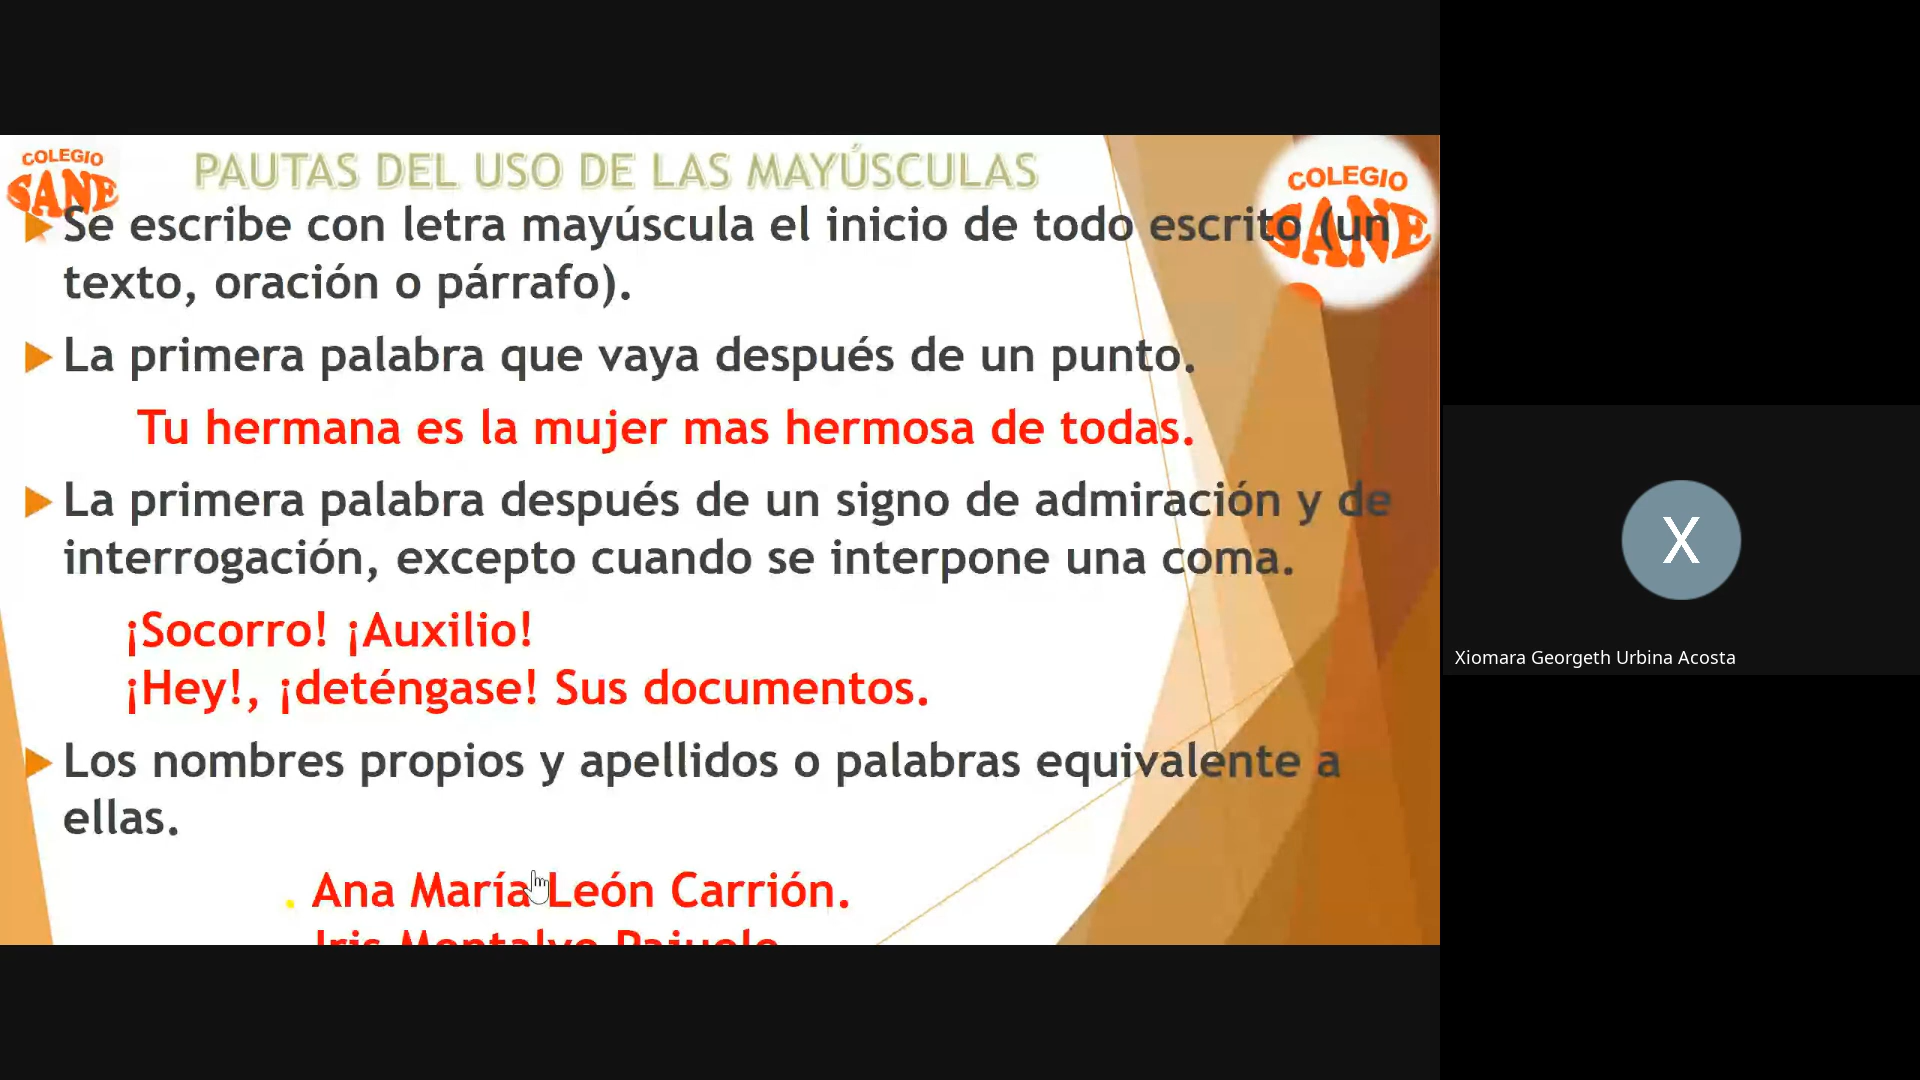 COLEGIO
SANE
PAUTAS DEL USO DE LAS MAYÚSCULAS
COLEGIO
SANE
Se escribe con letra mayúscula el inicio de todo escrito (un
texto, oración o párrafo).
La primera palabra que vaya después de un punto.
Tu hermana es la mujer mas hermosa de todas.
La primera palabra después de un signo de admiración y de
interrogación, excepto cuando se interpone una coma.
¡Socorro! ¡Auxilio!
¡Hey!, ¡deténgase! Sus documentos.
Los nombres propios y apellidos o palabras equivalente a
ellas.
. Ana María León Carrión.
Iris Montalvo Pajuelo
X
Xiomara Georgeth Urbina Acosta